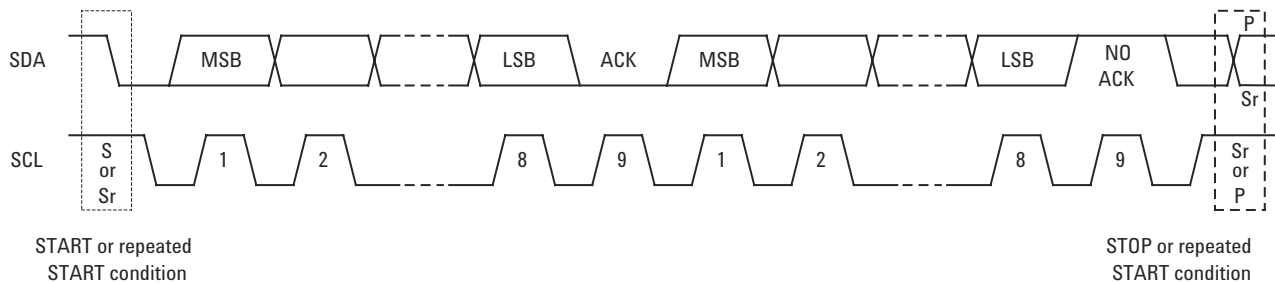 P
SDA
MSB
LSB
ACK
MSB
LSB
NO
ACK
Sr
SCL
S
or
Sr
1
2
8
9
1
2
8
9
Sr
or
P
START or repeated
START condition
STOP or repeated
START condition